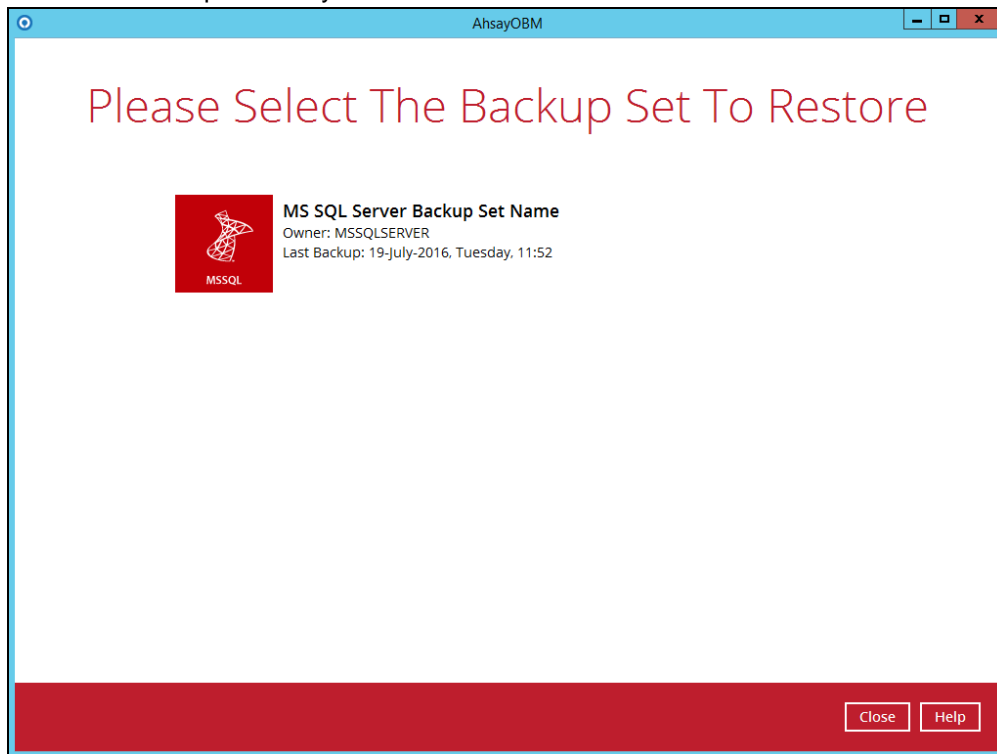 AhsayOBM
Please Select The Backup Set To Restore
MS SQL Server Backup Set Name
Owner: MSSQLSERVER
Last Backup: 19-July-2016, Tuesday, 11:52
MSSQL
Close Help